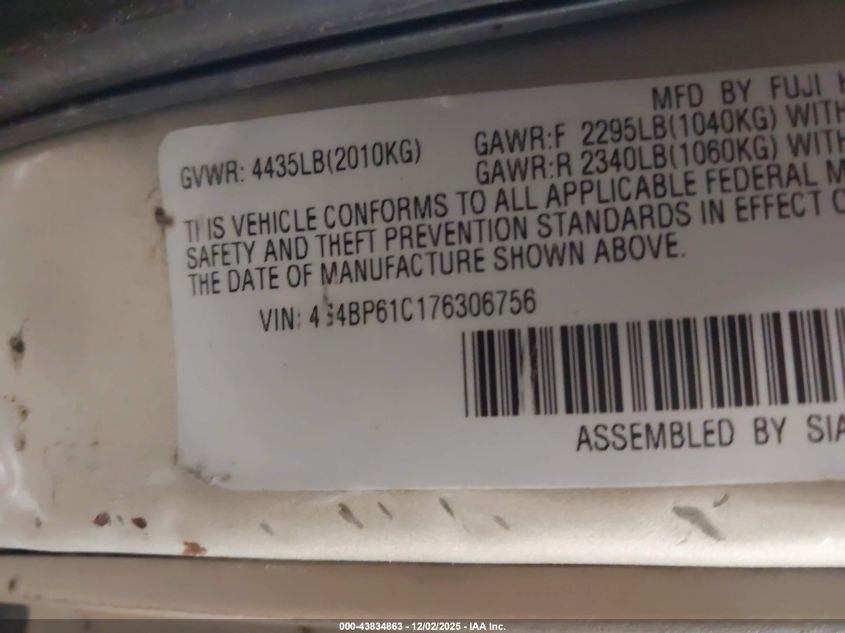 MFD BY FUJI H
GVWR: 4435LB(2010KG)
GAWR:F 2295LB(1040KG) WITH
GAWR:R 2340LB(1060KG) WITH
THIS VEHICLE CONFORMS TO ALL APPLICABLE FEDERAL M
SAFETY AND THEFT PREVENTION STANDARDS IN EFFECT O
THE DATE OF MANUFACTURE SHOWN ABOVE.
VIN: 4S4BP61C176306756
ASSEMBLED BY SIA
000-43834863 - 12/02/2025 - IAA Inc.